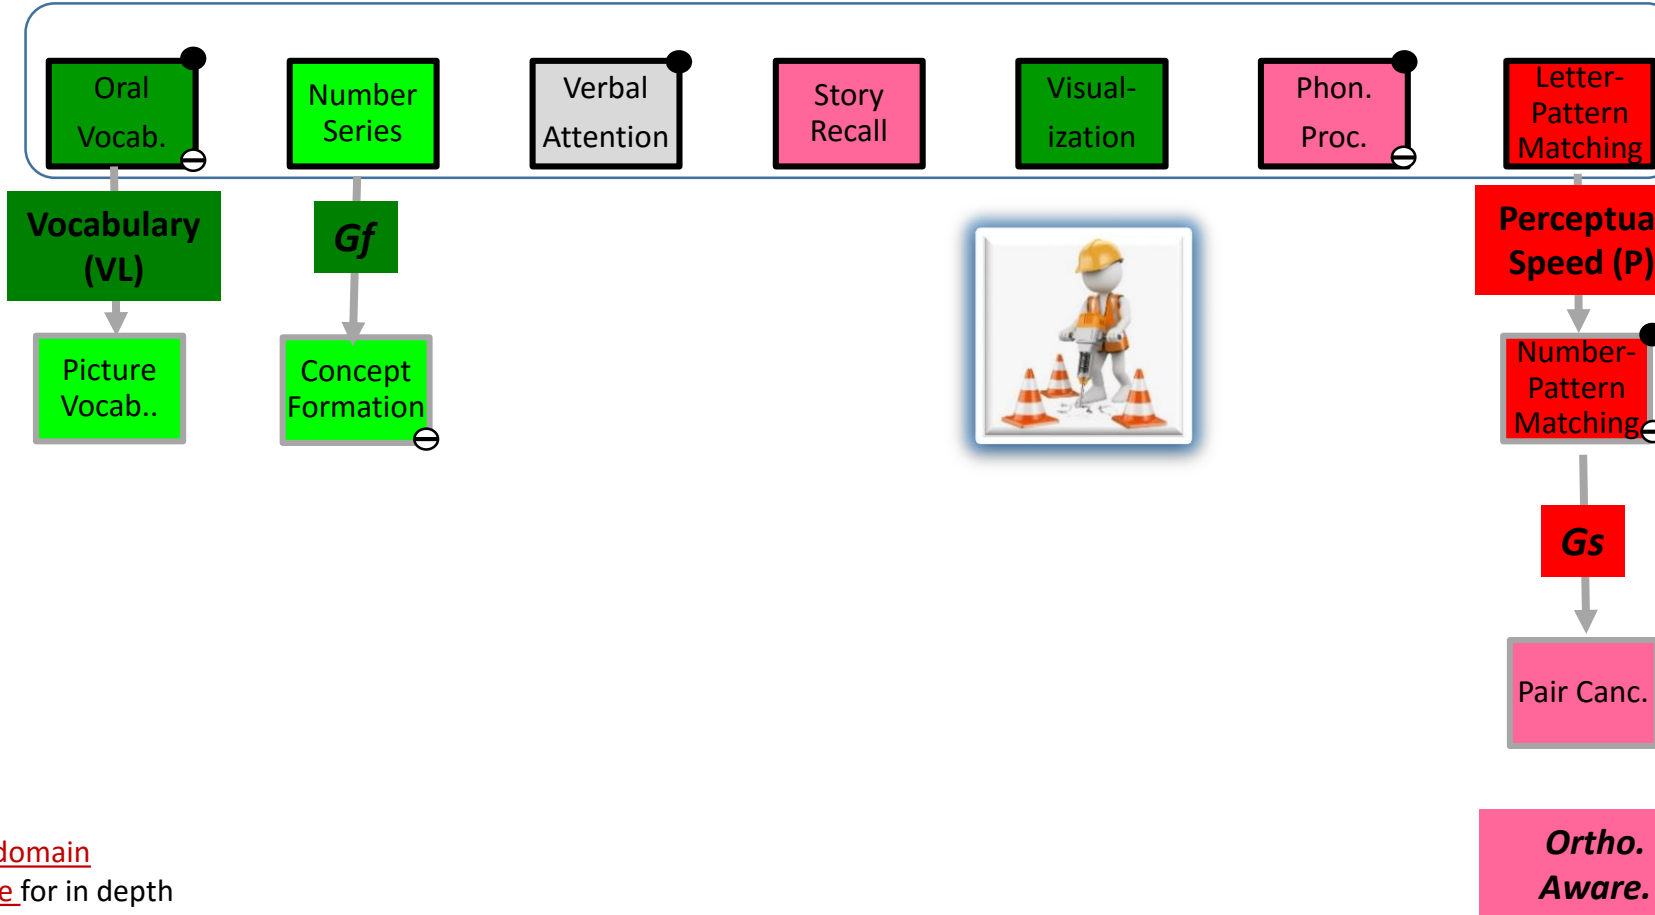 Oral
Vocab.
Number
Series
Verbal
Attention
Story
Recall
Visual-
ization
Phon.
Proc.
Letter-
Pattern
Matching
Vocabulary
(VL)
Gf
Perceptua
Speed (P)
Picture
Vocab..
Concept
Formation
Number-
Pattern
Matching
Gs
Pair Canc.
domain
e for in depth
Ortho.
Aware.